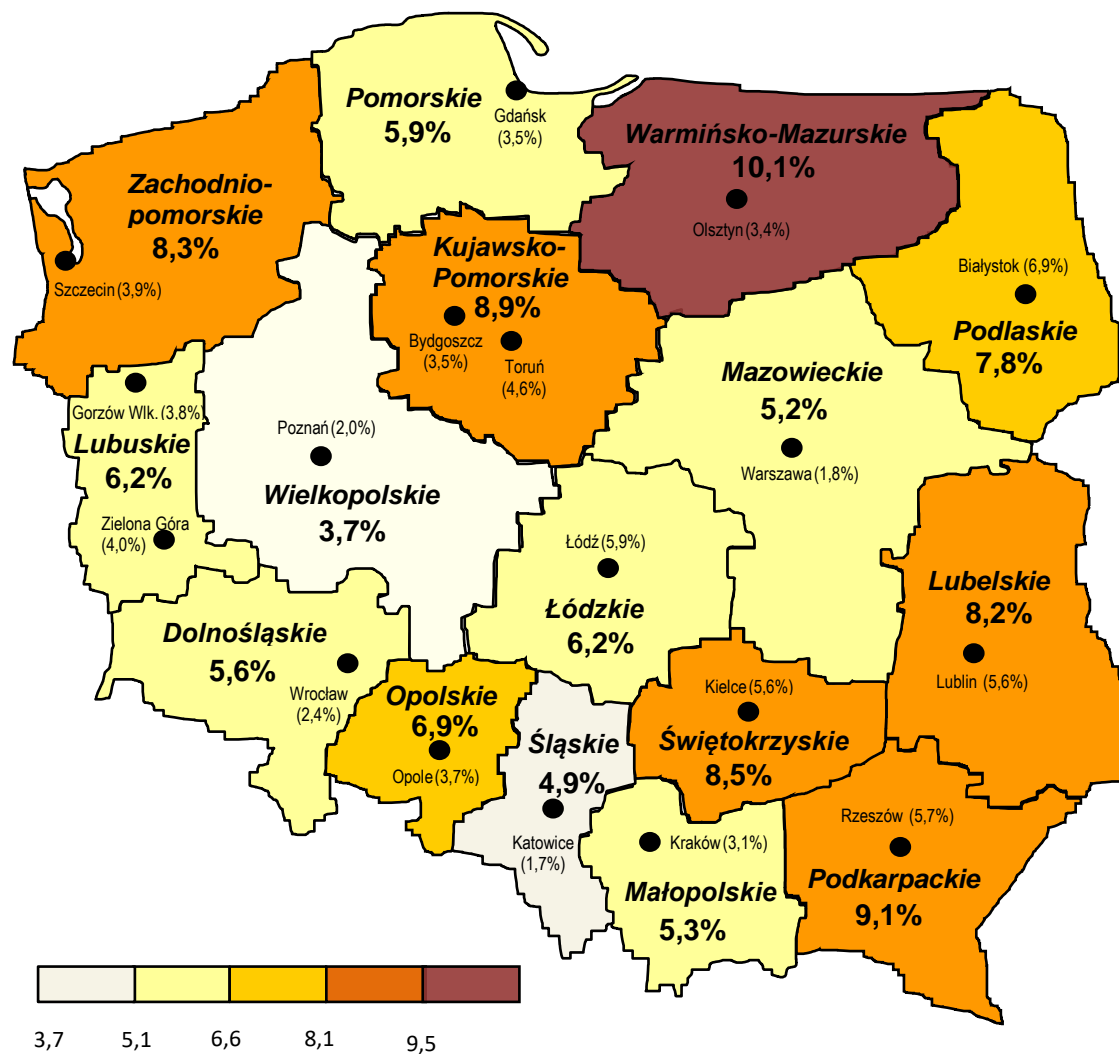 Pomorskie
5,9%
Gdańsk
(3,5%)
Warmińsko-Mazurskie
10,1%
Olsztyn (3,4%)
Zachodnio-
pomorskie
8,3%
Szczecin (3,9%)
Kujawsko-
Pomorskie
8,9%
Bydgoszcz
(3,5%)
Toruń
(4,6%)
Białystok (6,9%)
Podlaskie
7,8%
Mazowieckie
5,2%
Warszawa (1,8%)
Gorzów Wlk. (3.8%)
Lubuskie
6,2%
Zielona Góra
(4,0%)
Poznań (2,0%)
Wielkopolskie
3,7%
Łódź (5,9%)
Łódzkie
6,2%
Lubelskie
8,2%
Lublin (5,6%)
Dolnośląskie
5,6%
Wrocław
(2,4%)
Opolskie
6,9%
Opole (3,7%)
Śląskie
4,9%
Katowice
(1,7%)
Kielce (5,6%)
Świętokrzyskie
8,5%
Kraków (3,1%)
Małopolskie
5,3%
Rzeszów (5,7%)
Podkarpackie
9,1%
3,7 5,1 6,6 8,1 9,5